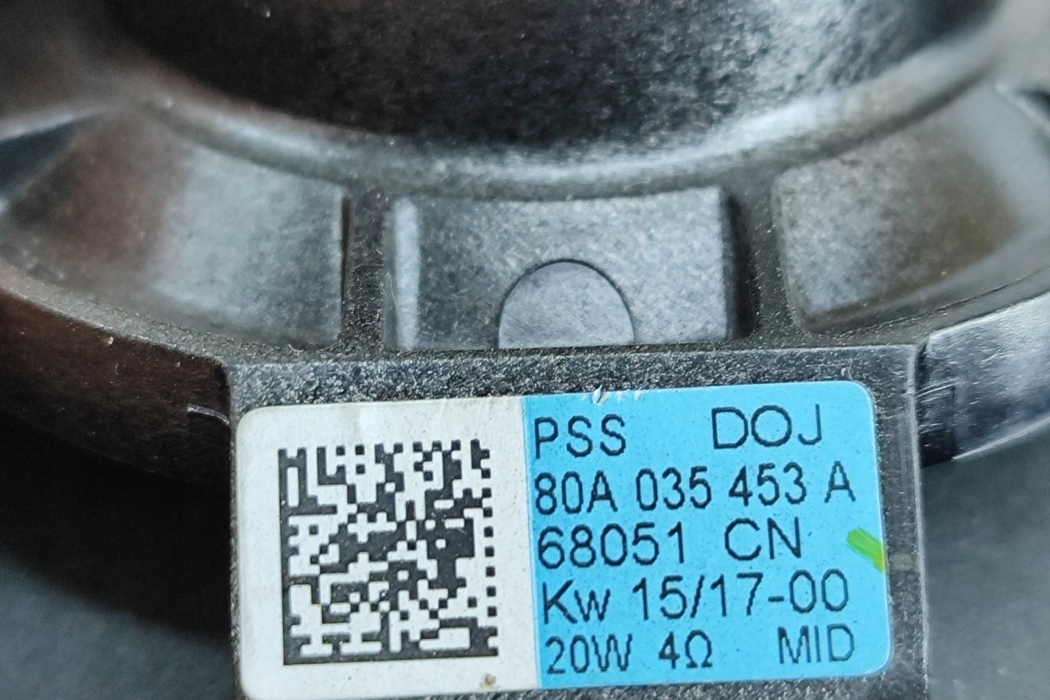 PSS DOJ
80A 035 453 A
68051 CN
Kw 15/17-00
20W 4Ω MID